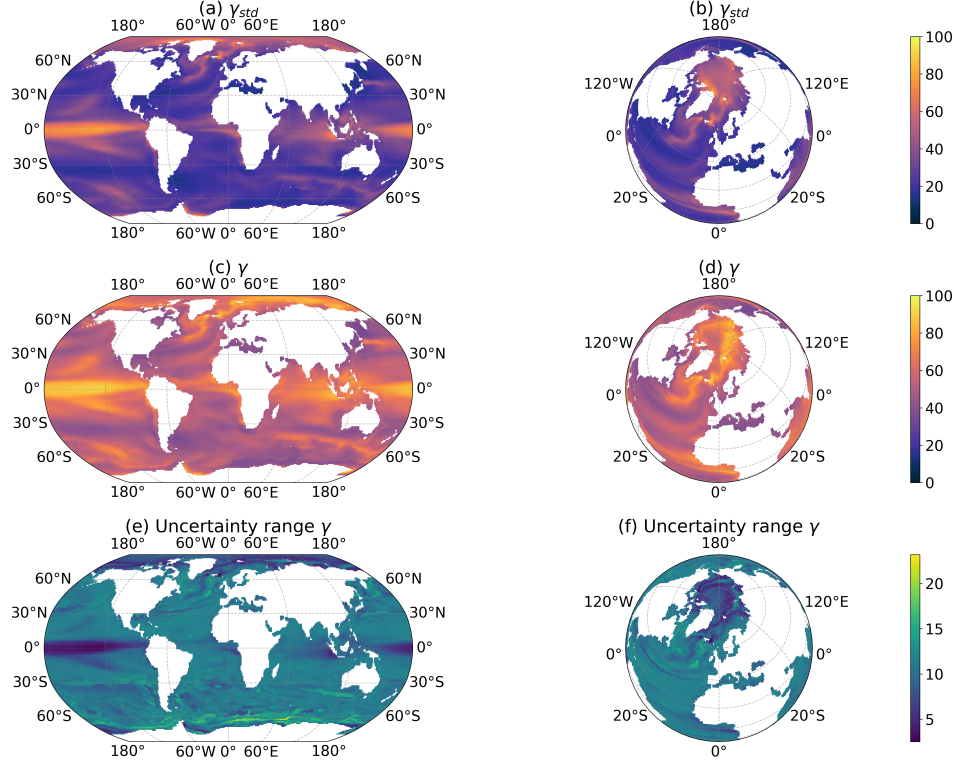 (a) γstd
(b) γstd
180° 60°W 0° 60°E 180°
180°
60°N
30°N
0°
30°S
60°S
60°N
30°N
0°
30°S
60°S
120°W
120°E
0°
0°
20°S
20°S
100
80
60
40
20
0
180° 60°W 0° 60°E 180°
0°
(c) γ
(d) γ
180° 60°W 0° 60°E 180°
180°
60°N
30°N
0°
30°S
60°S
60°N
30°N
0°
30°S
60°S
120°W
120°E
0°
0°
20°S
20°S
100
80
60
40
20
0
180° 60°W 0° 60°E 180°
0°
(e) Uncertainty range γ
(f) Uncertainty range γ
180° 60°W 0° 60°E 180°
180°
60°N
30°N
0°
30°S
60°S
60°N
30°N
0°
30°S
60°S
120°W
120°E
0°
0°
20°S
20°S
20
15
10
5
180° 60°W 0° 60°E 180°
0°